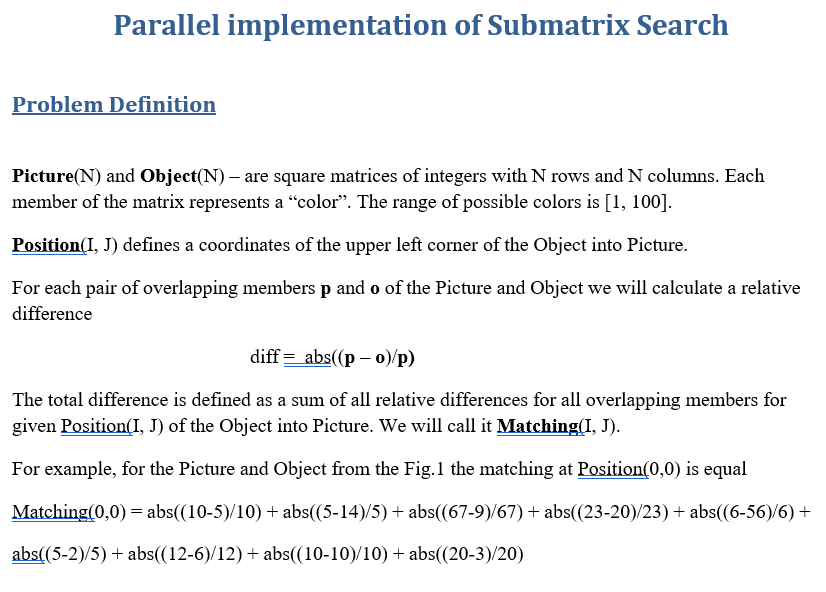 Parallel implementation of Submatrix Search
Problem Definition
Picture(N) and Object(N) – are square matrices of integers with N rows and N columns. Each
member of the matrix represents a “color”. The range of possible colors is [1, 100].
Position(I, J) defines a coordinates of the upper left corner of the Object into Picture.
For each pair of overlapping members p and o of the Picture and Object we will calculate a relative
difference
diff = abs((p – o)/p)
The total difference is defined as a sum of all relative differences for all overlapping members for
given Position(I, J) of the Object into Picture. We will call it Matching(I, J).
For example, for the Picture and Object from the Fig.1 the matching at Position(0,0) is equal
Matching(0,0) = abs((10-5)/10) + abs((5-14)/5) + abs((67-9)/67) + abs((23-20)/23) + abs((6-56)/6) +
abs((5-2)/5) + abs((12-6)/12) + abs((10-10)/10) + abs((20-3)/20)